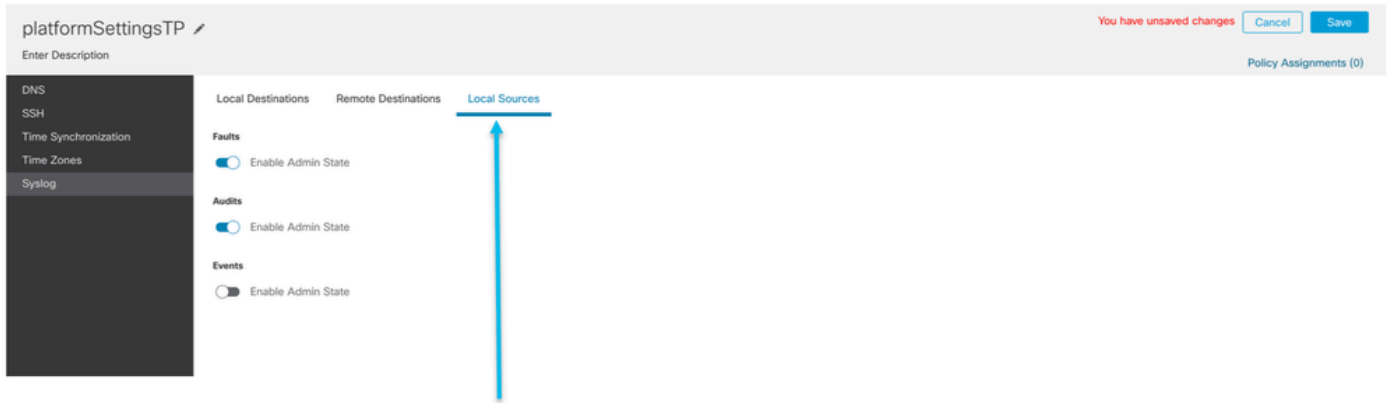 platformSettingsTP
You have unsaved changes Cancel Save
Enter Description
Policy Assignments (0)
DNS
SSH
Time Synchronization
Time Zones
Syslog
Local Destinations Remote Destinations Local Sources
Faults
Enable Admin State
Audits
Enable Admin State
Events
Enable Admin State